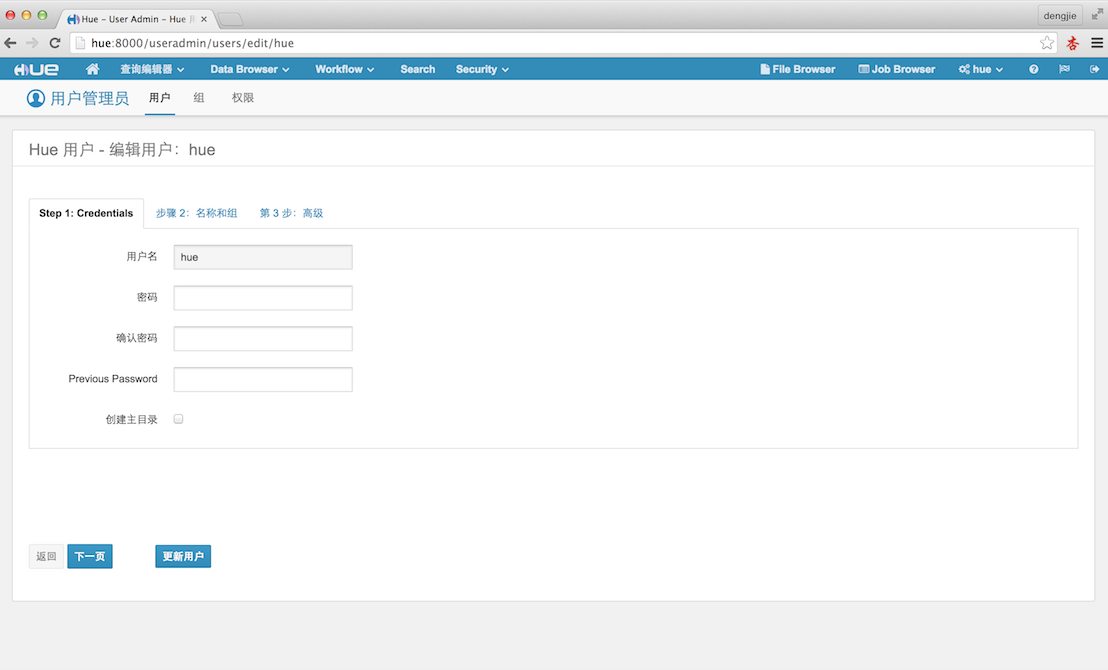 Hue - User Admin - Hue
dengjie
hue:8000/useradmin/users/edit/hue
杏
HUE 查询编辑器 Data Browser Workflow Search Security File Browser Job Browser hue
用户管理员 用户 组 权限
Hue 用户 - 编辑用户：hue
Step 1: Credentials 步骤 2：名称和组 第 3 步：高级
用户名 hue
密码
确认密码
Previous Password
创建主目录
返回 下一页 更新用户